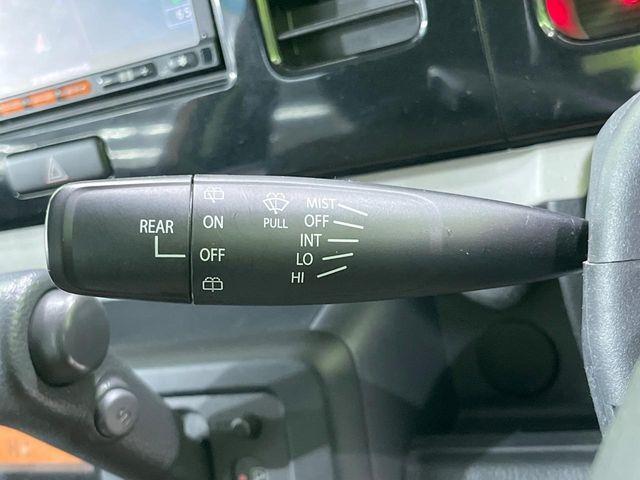 REAR
ON
OFF
PULL
MIST
OFF
INT
LO
HI